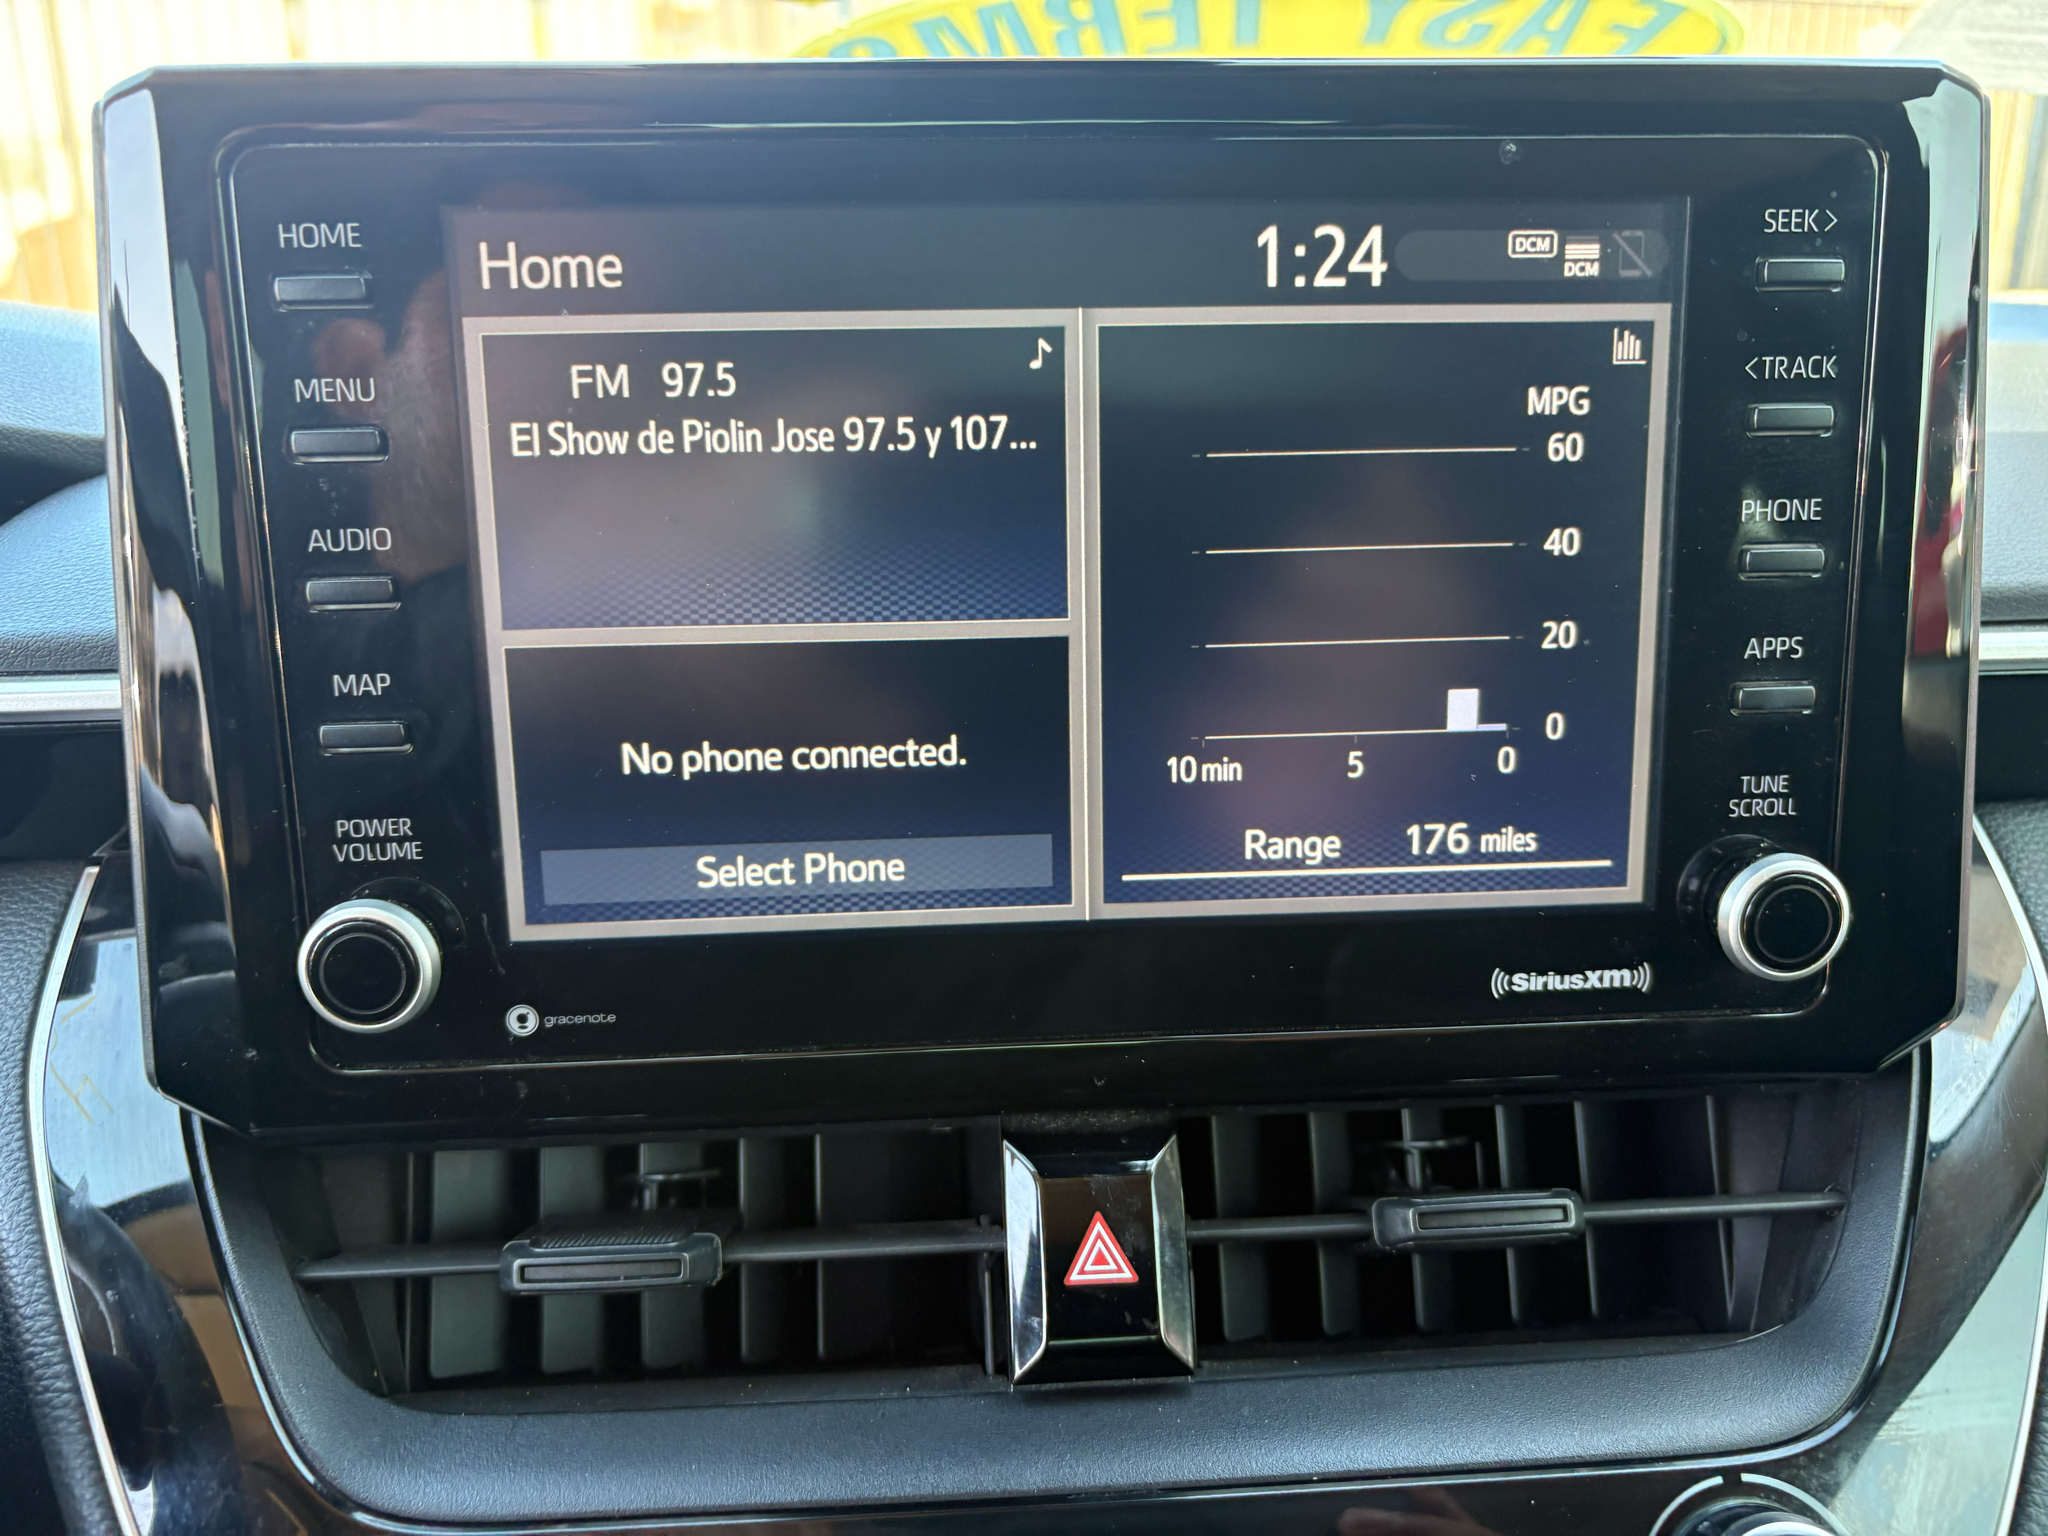 EASY TERMS
HOME
MENU
AUDIO
MAP
POWER
VOLUME
Home
1:24
DCM
DCM
FM 97.5
El Show de Piolin Jose 97.5 y 107...
No phone connected.
Select Phone
MPG
60
40
20
0
10 min 5 0
Range 176 miles
SEEK>
<TRACK
PHONE
APPS
TUNE
SCROLL
gracenote
((SiriusXM))